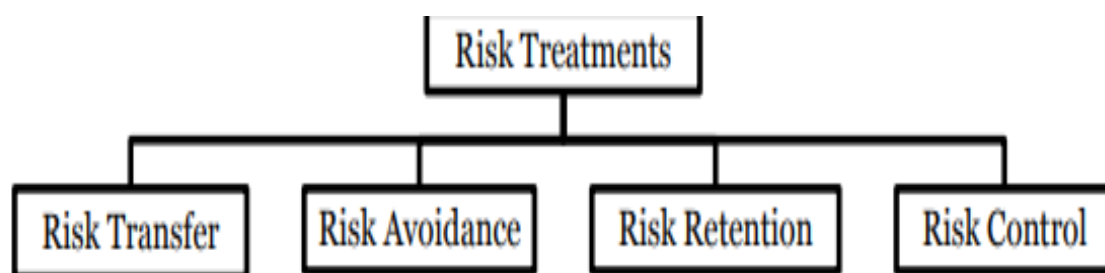 Risk Treatments
Risk Transfer
Risk Avoidance
Risk Retention
Risk Control